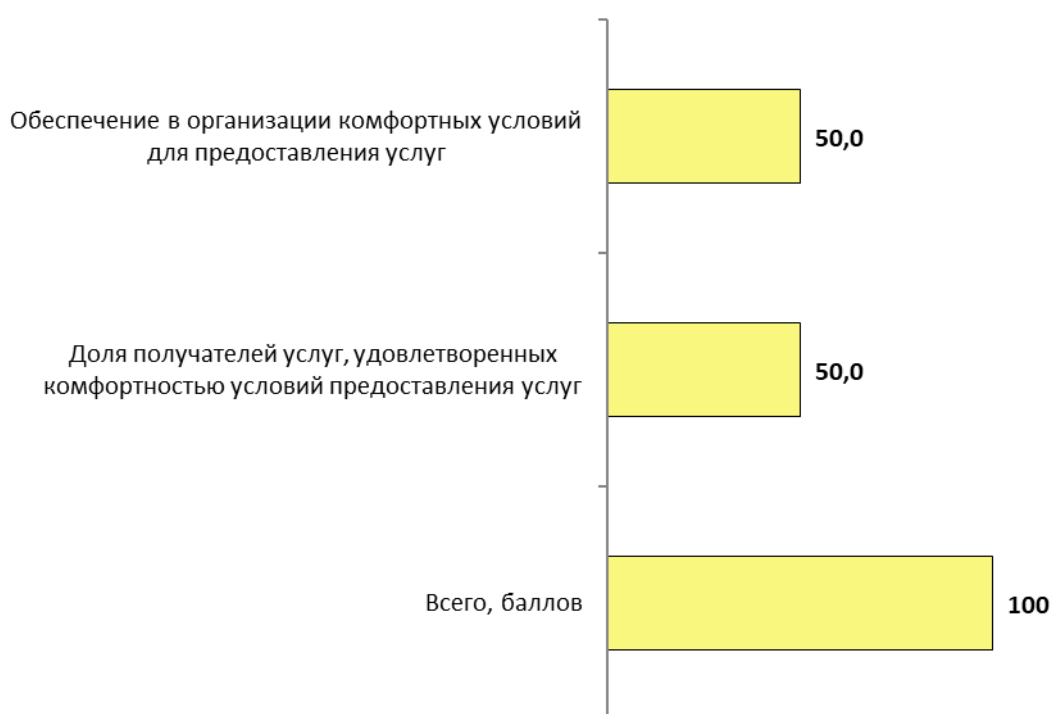 Обеспечение в организации комфортных условий
для предоставления услуг
50,0
Доля получателей услуг, удовлетворенных
комфортностью условий предоставления услуг
50,0
Всего, баллов
100